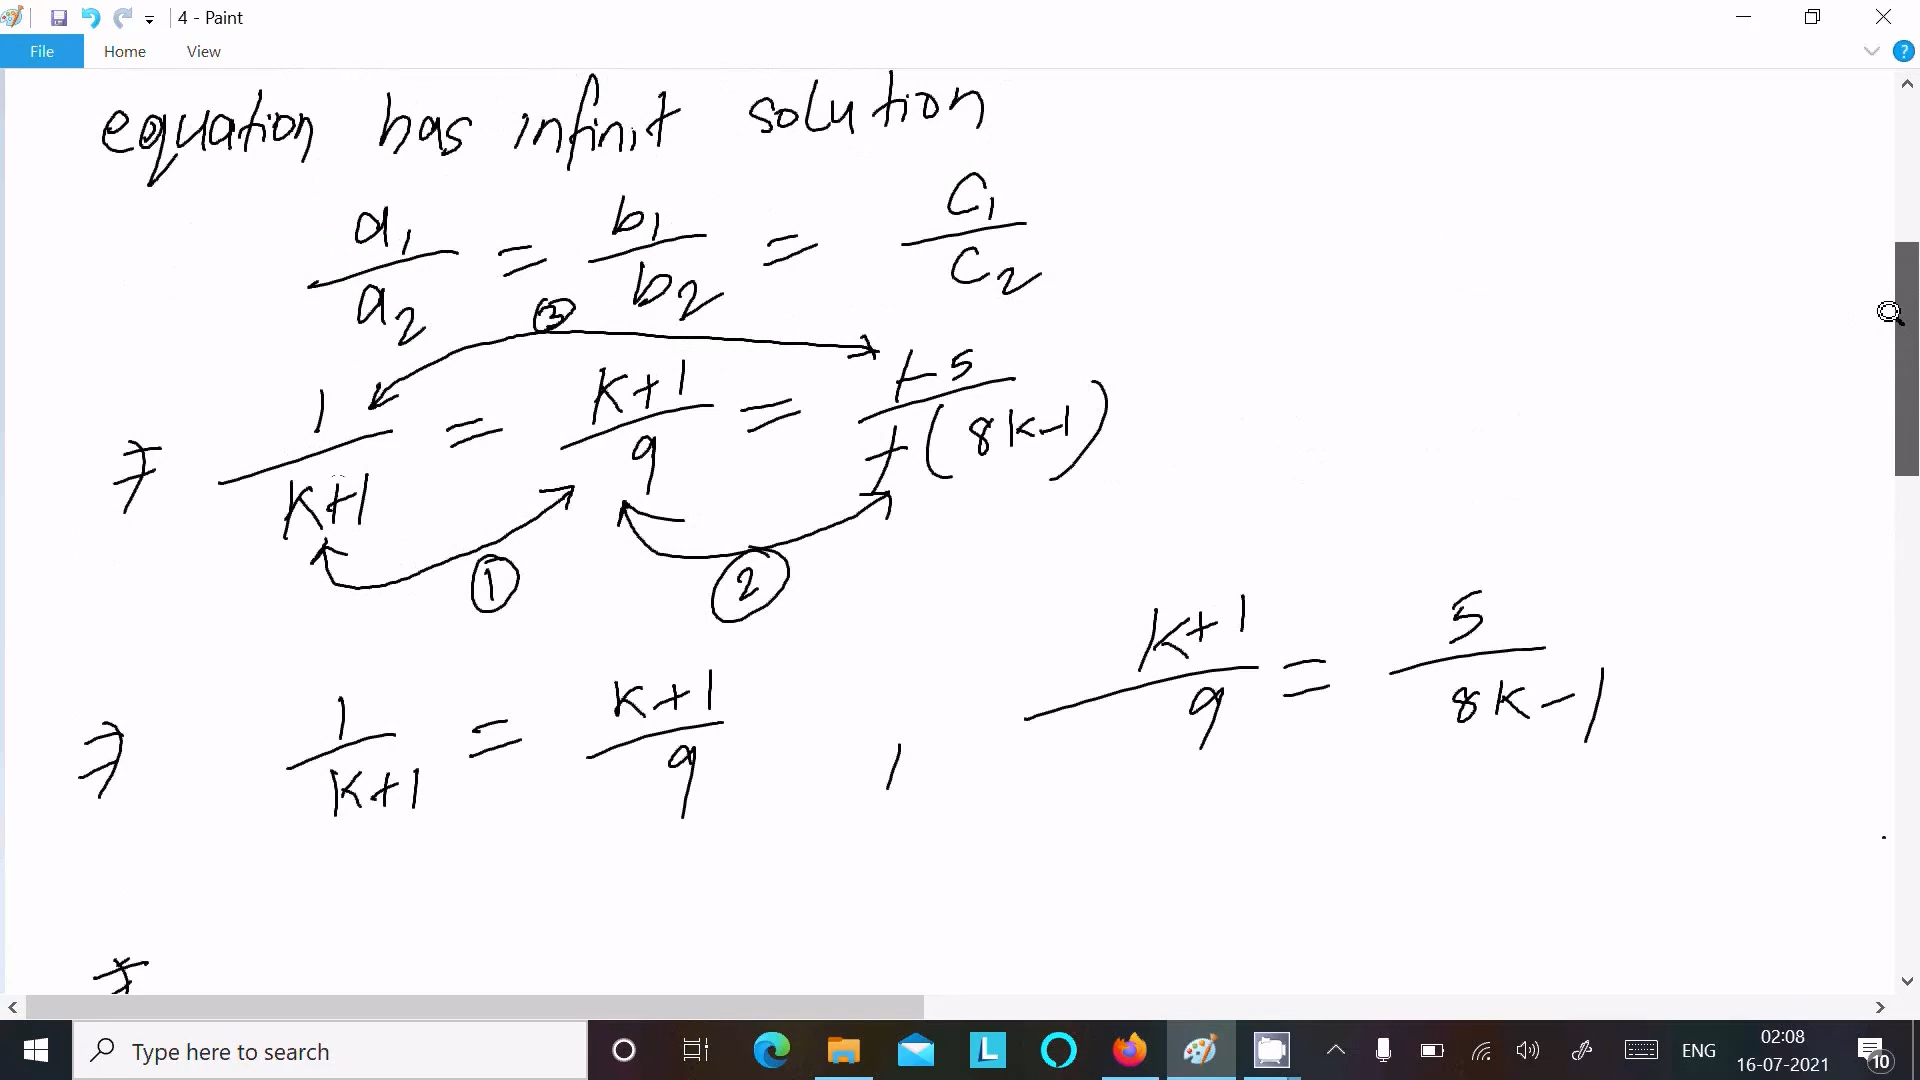 4 - Paint
File Home View
equation has infinit solution
a1/a2 = b1/b2 = C1/C2
3
⇒ 1/K+1 = K+1/9 = -5/-(8K-1)
1 2
⇒ 1/K+1 = K+1/9 , K+1/9 = 5/8K-1
⇒
Type here to search
L
ENG
02:08
16-07-2021
10